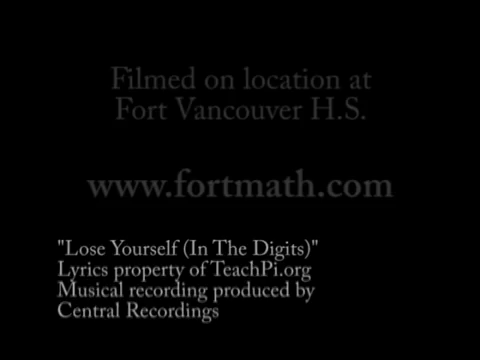 Filmed on location at
Fort Vancouver H.S.
www.fortmath.com
"Lose Yourself (In The Digits)"
Lyrics property of TeachPi.org
Musical recording produced by
Central Recordings